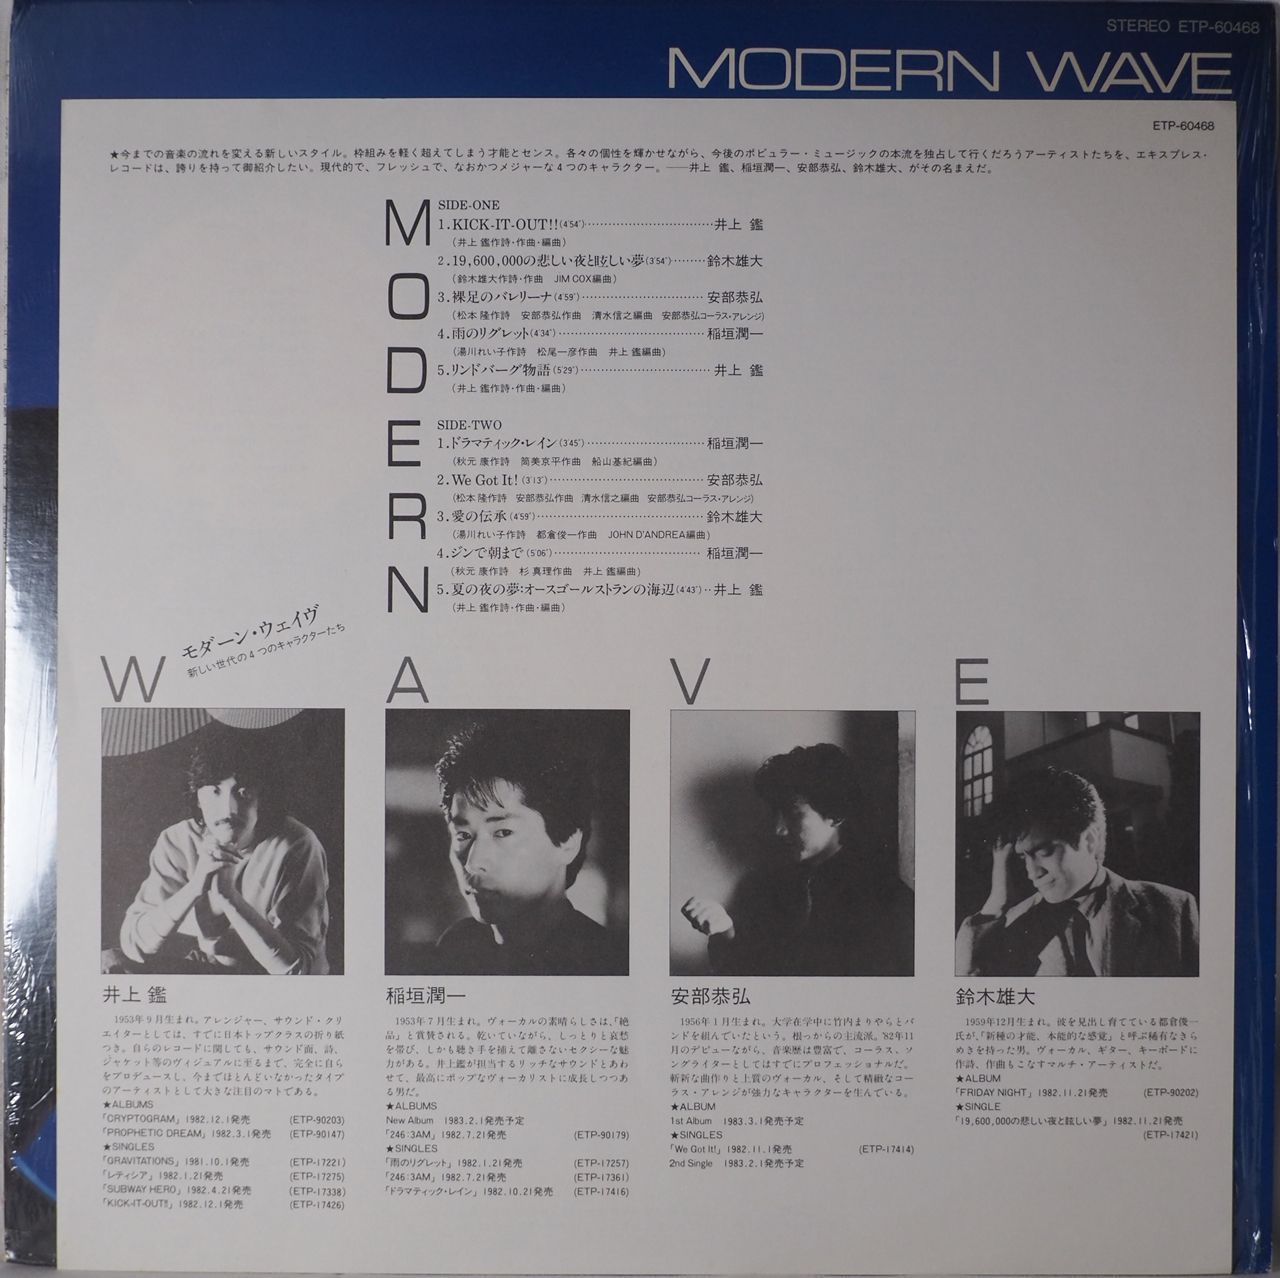 STEREO ETP-60468
MODERN WAVE
ETP-60468
★今までの音楽の流れを変える新しいスタイル。枠組みを軽く超えてしまう才能とセンス。各々の個性を輝かせながら、今後のポピュラー・ミュージックの本流を独占して行くだろうアーティストたちを、エキスプレス・
レコードは、誇りを持って御紹介したい。現代的で、フレッシュで、なおかつメジャーな4つのキャラクター。——井上 鑑、稲垣潤一、安部恭弘、鈴木雄大、がその名まえだ。
MODERN
SIDE-ONE
1.KICK-IT-OUT!!(4'54")……………………………井上 鑑
(井上 鑑作詩・作曲・編曲)
2.19,600,000の悲しい夜と眩しい夢(3'54")………鈴木雄大
(鈴木雄大作詩・作曲 JIM COX編曲)
3.裸足のバレリーナ(4'59")……………………………安部恭弘
(松本 隆作詩 安部恭弘作曲 清水信之編曲 安部恭弘コーラス・アレンジ)
4.雨のリグレット(4'34")……………………………稲垣潤一
(湯川れい子作詩 松尾一彦作曲 井上 鑑編曲)
5.リンドバーグ物語(5'29")……………………………井上 鑑
(井上 鑑作詩・作曲・編曲)
SIDE-TWO
1.ドラマティック・レイン(3'45")……………………………稲垣潤一
(秋元 康作詩 筒美京平作曲 船山基紀編曲)
2.We Got It!(3'13")……………………………安部恭弘
(松本 隆作詩 安部恭弘作曲 清水信之編曲 安部恭弘コーラス・アレンジ)
3.愛の伝承(4'59")……………………………鈴木雄大
(湯川れい子作詩 都倉俊一作曲 JOHN D'ANDREA編曲)
4.ジンで朝まで(5'06")……………………………稲垣潤一
(秋元 康作詩 杉 真理作曲 井上 鑑編曲)
5.夏の夜の夢:オースゴールストランの海辺(4'43")‥井上 鑑
(井上 鑑作詩・作曲・編曲)
モダーン・ウェイヴ
新しい世代の4つのキャラクターたち
W A V E
井上 鑑
1953年9月生まれ。アレンジャー、サウンド・クリ
エイターとしては、すでに日本トップクラスの折り紙
つき。自らのレコードに関しても、サウンド面、詩、
ジャケット等のヴィジュアルに至るまで、完全に自ら
をプロデュースし、今までほとんどいなかったタイプ
のアーティストとして大きな注目のマトである。
★ALBUMS
「CRYPTOGRAM」1982.12.1発売 (ETP-90203)
「PROPHETIC DREAM」1982.3.1発売 (ETP-90147)
★SINGLES
「GRAVITATIONS」1981.10.1発売 (ETP-17221)
「レティシア」1982.1.21発売 (ETP-17275)
「SUBWAY HERO」1982.4.21発売 (ETP-17338)
「KICK-IT-OUT!!」1982.12.1発売 (ETP-17426)
稲垣潤一
1953年7月生まれ。ヴォーカルの素晴らしさは、「絶
品」と賞賛される。乾いていながら、しっとりと哀愁
を帯び、しかも聴き手を捕えて離さないセクシーな魅
力がある。井上鑑が担当するリッチなサウンドとあわ
せて、最高にポップなヴォーカリストに成長しつつあ
る男だ。
★ALBUMS
New Album 1983.2.1発売予定
「246:3AM」1982.7.21発売 (ETP-90179)
★SINGLES
「雨のリグレット」1982.1.21発売 (ETP-17257)
「246:3AM」1982.7.21発売 (ETP-17361)
「ドラマティック・レイン」1982.10.21発売 (ETP-17416)
安部恭弘
1956年1月生まれ。大学在学中に竹内まりやらとバ
ンドを組んでいたという。根っからの主流派。'82年11
月のデビューながら、音楽歴は豊富で、コーラス、ソ
ングライターとしてはすでにプロフェッショナルだ。
斬新な曲作りと上質のヴォーカル、そして精緻なコー
ラス・アレンジが強力なキャラクターを生んでいる。
★ALBUM
1st Album 1983.3.1発売予定
★SINGLES
「We Got It!」1982.11.1発売 (ETP-17414)
2nd Single 1983.2.1発売予定
鈴木雄大
1959年12月生まれ。彼を見出し育てている都倉俊一
氏が、「新種の才能、本能的な感覚」と呼ぶ稀有なきら
めきを持った男。ヴォーカル、ギター、キーボードに
作詩、作曲もこなすマルチ・アーティストだ。
★ALBUM
「FRIDAY NIGHT」1982.11.21発売 (ETP-90202)
★SINGLE
「19,600,000の悲しい夜と眩しい夢」1982.11.21発売
(ETP-17421)